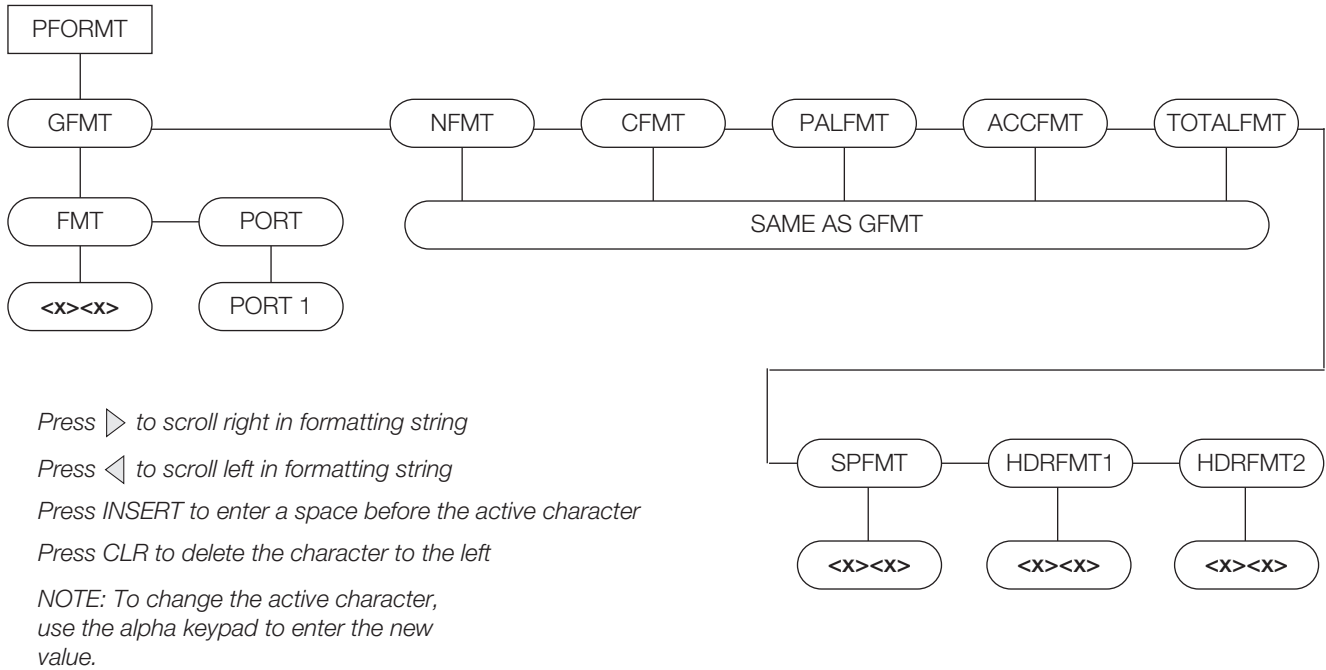 PFORMT
GFMT
NFMT
CFMT
PALFMT
ACCFMT
TOTALFMT
FMT
PORT
SAME AS GFMT
<x><x>
PORT 1
Press to scroll right in formatting string
Press to scroll left in formatting string
Press INSERT to enter a space before the active character
Press CLR to delete the character to the left
NOTE: To change the active character,
use the alpha keypad to enter the new
value.
SPFMT
HDRFMT1
HDRFMT2
<x><x>
<x><x>
<x><x>